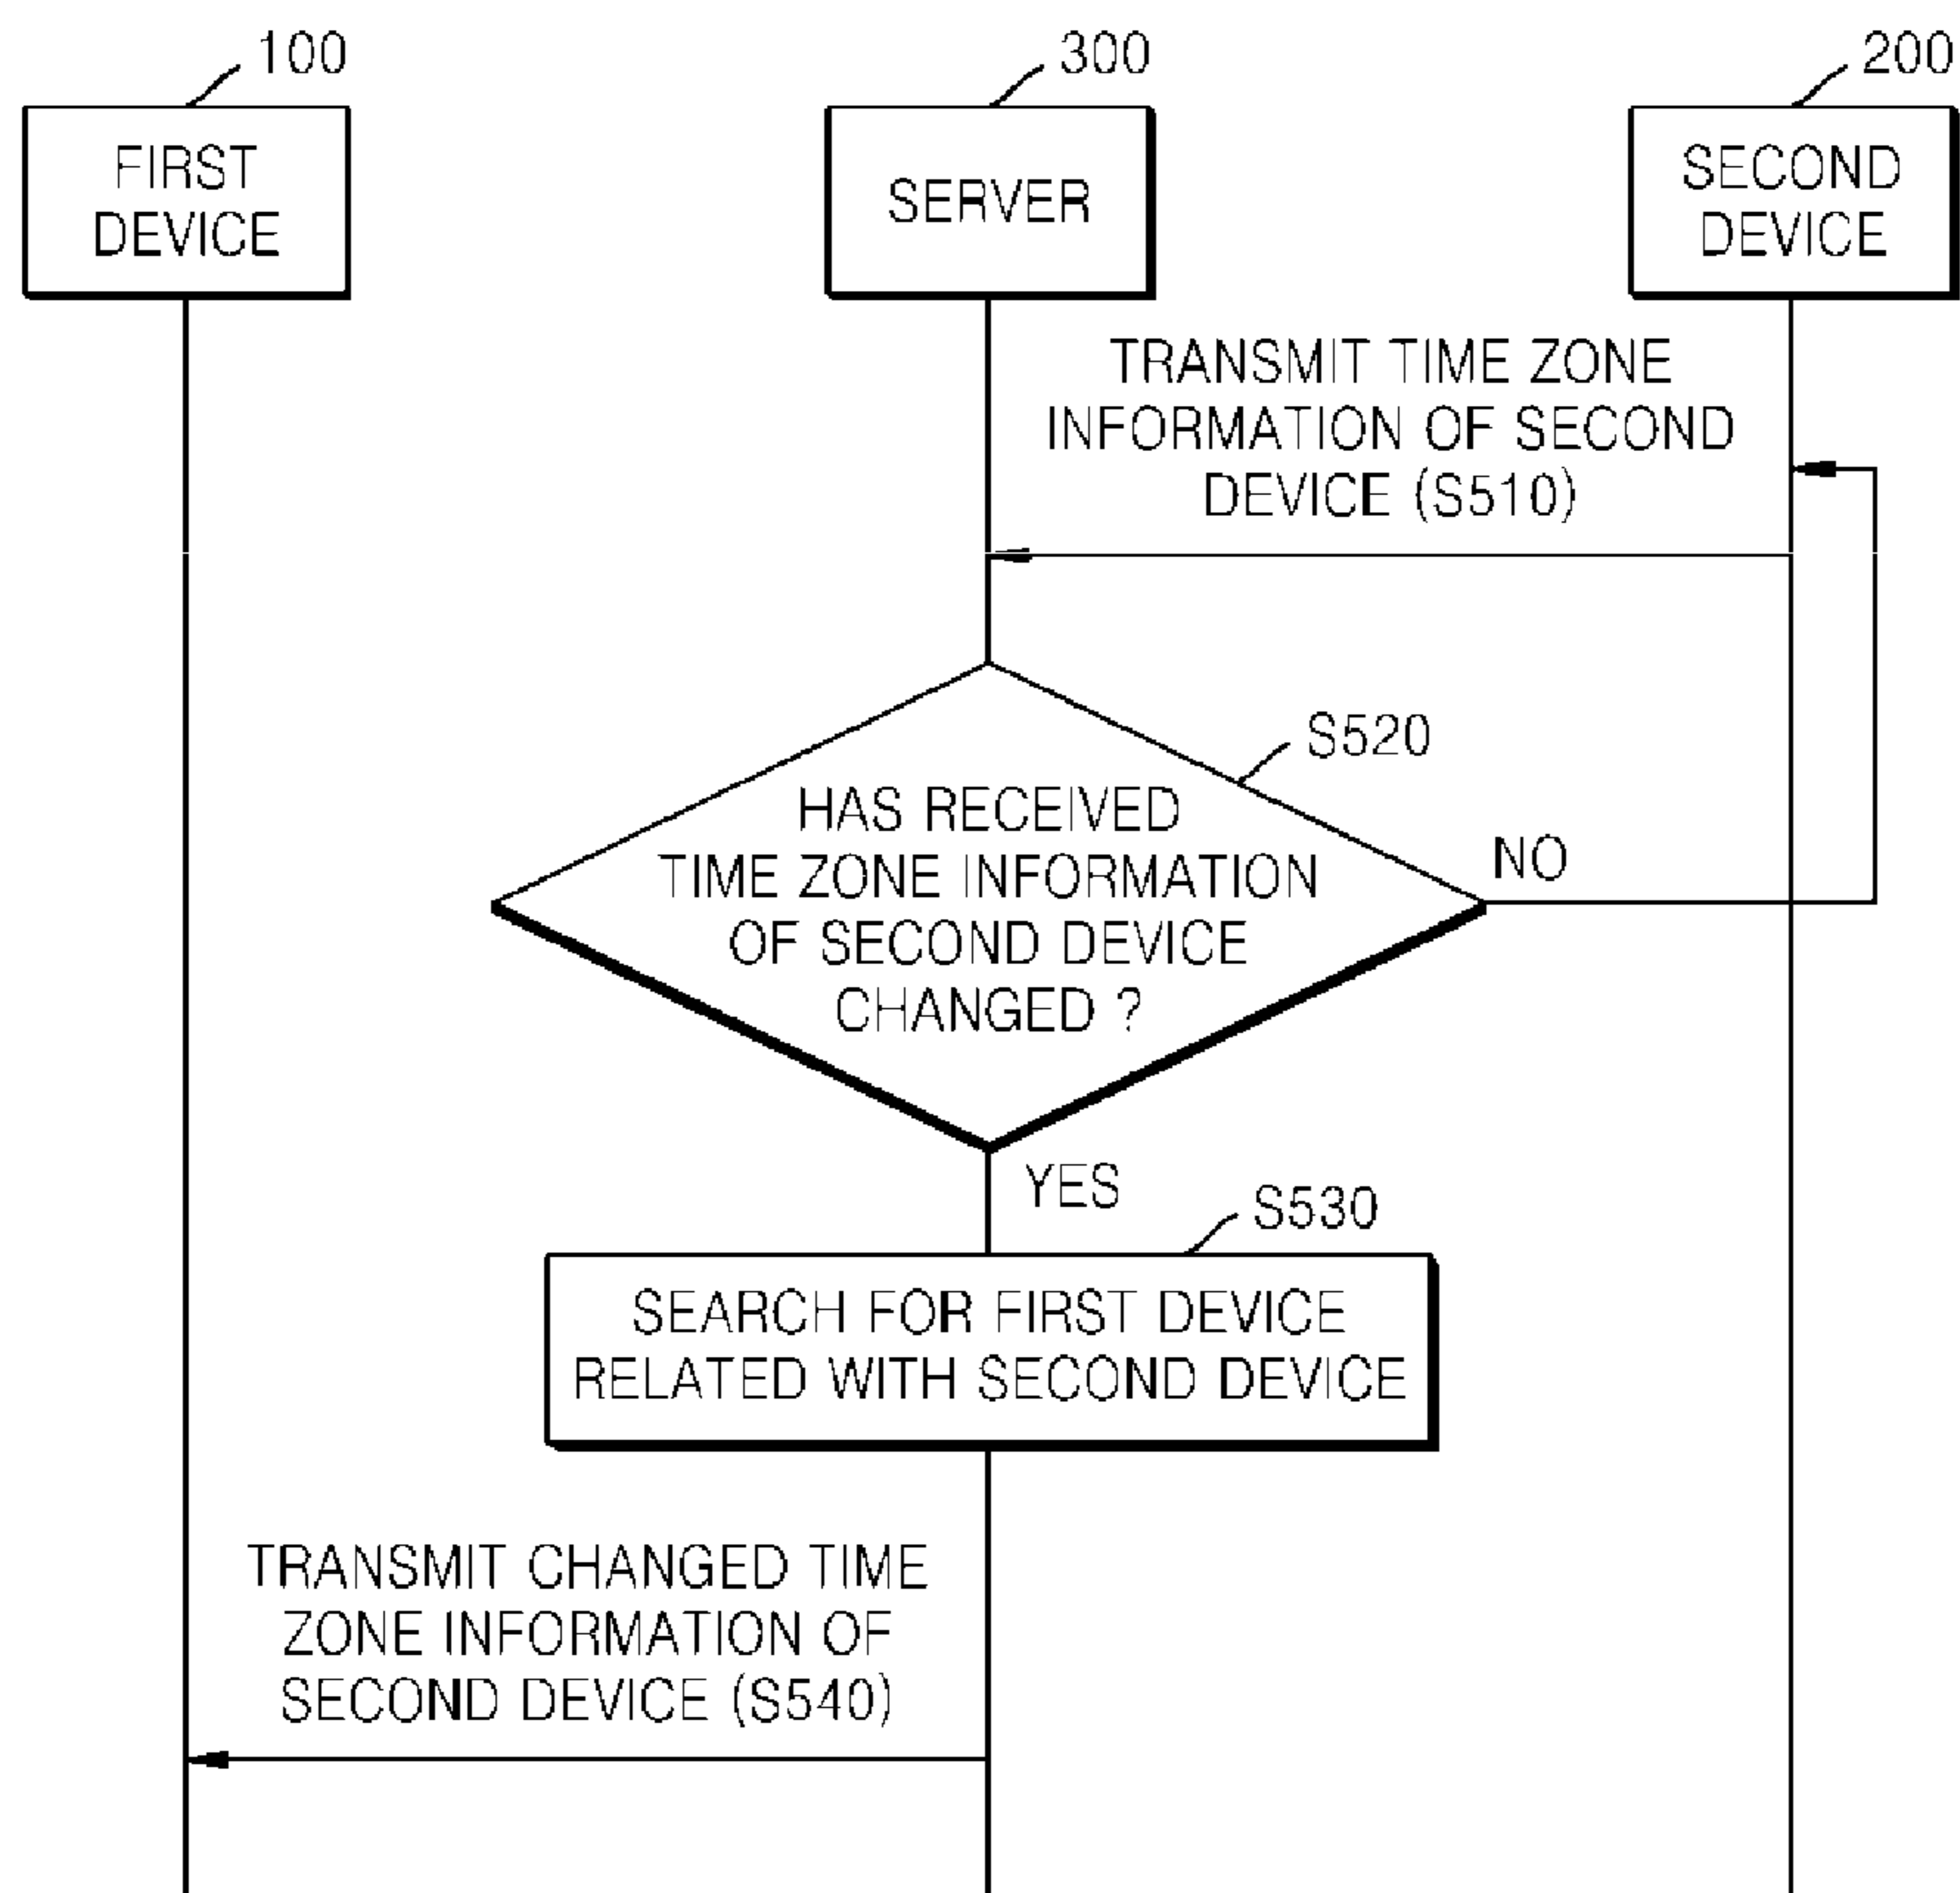 100
300
200
FIRST
DEVICE
SERVER
SECOND
DEVICE
TRANSMIT TIME ZONE
INFORMATION OF SECOND
DEVICE (S510)
S520
HAS RECEIVED
TIME ZONE INFORMATION
OF SECOND DEVICE
CHANGED ?
NO
YES
S530
SEARCH FOR FIRST DEVICE
RELATED WITH SECOND DEVICE
TRANSMIT CHANGED TIME
ZONE INFORMATION OF
SECOND DEVICE (S540)